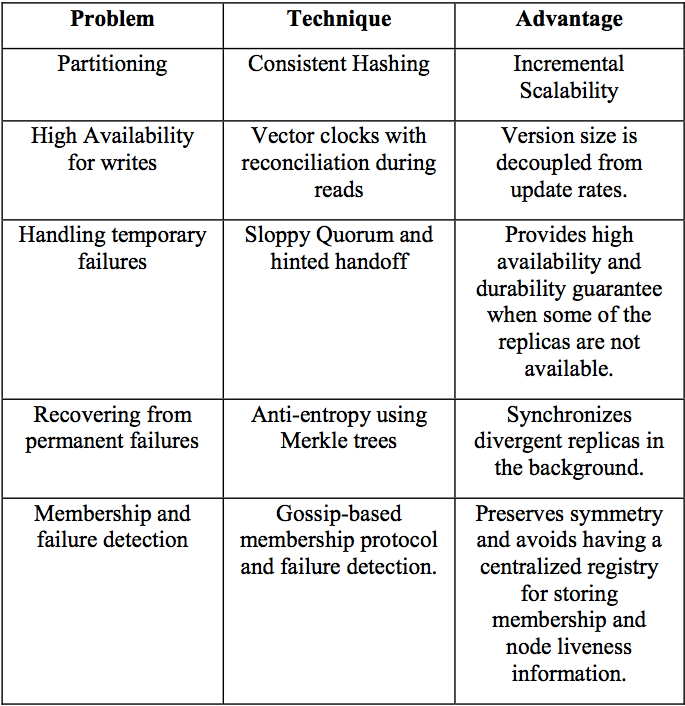 Problem Technique Advantage
Partitioning Consistent Hashing Incremental
Scalability
High Availability
for writes
Vector clocks with
reconciliation during
reads
Version size is
decoupled from
update rates.
Handling temporary
failures
Sloppy Quorum and
hinted handoff
Provides high
availability and
durability guarantee
when some of the
replicas are not
available.
Recovering from
permanent failures
Anti-entropy using
Merkle trees
Synchronizes
divergent replicas in
the background.
Membership and
failure detection
Gossip-based
membership protocol
and failure detection.
Preserves symmetry
and avoids having a
centralized registry
for storing
membership and
node liveness
information.